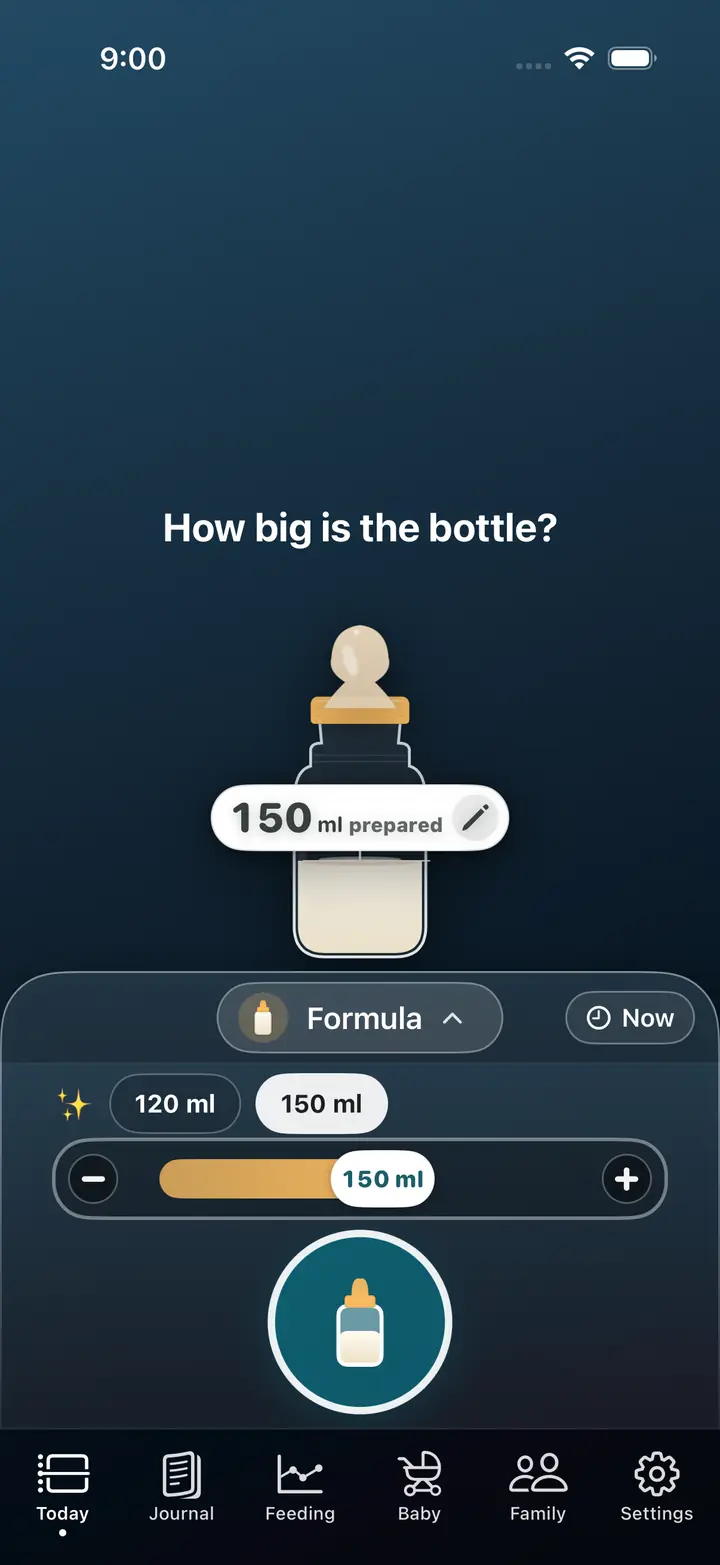 9:00
How big is the bottle?
150 ml prepared
Formula
Now
120 ml
150 ml
150 ml
Today
Journal
Feeding
Baby
Family
Settings